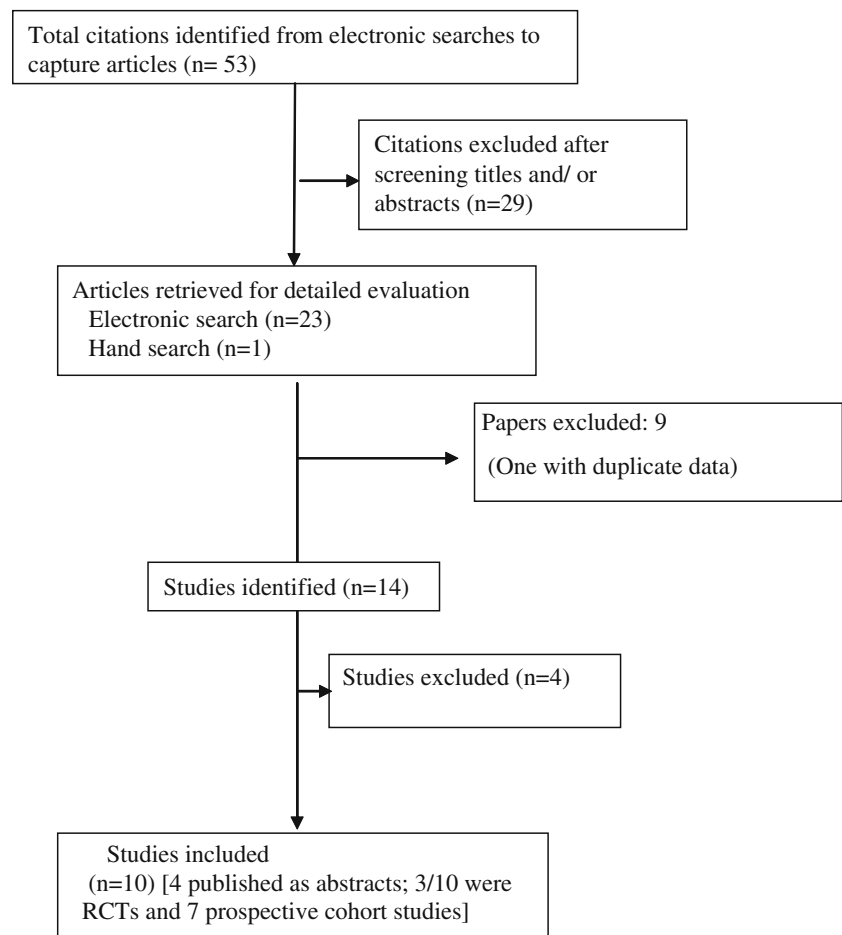 Total citations identified from electronic searches to
capture articles (n= 53)
Citations excluded after
screening titles and/ or
abstracts (n=29)
Articles retrieved for detailed evaluation
Electronic search (n=23)
Hand search (n=1)
Papers excluded: 9
(One with duplicate data)
Studies identified (n=14)
Studies excluded (n=4)
Studies included
(n=10) [4 published as abstracts; 3/10 were
RCTs and 7 prospective cohort studies]